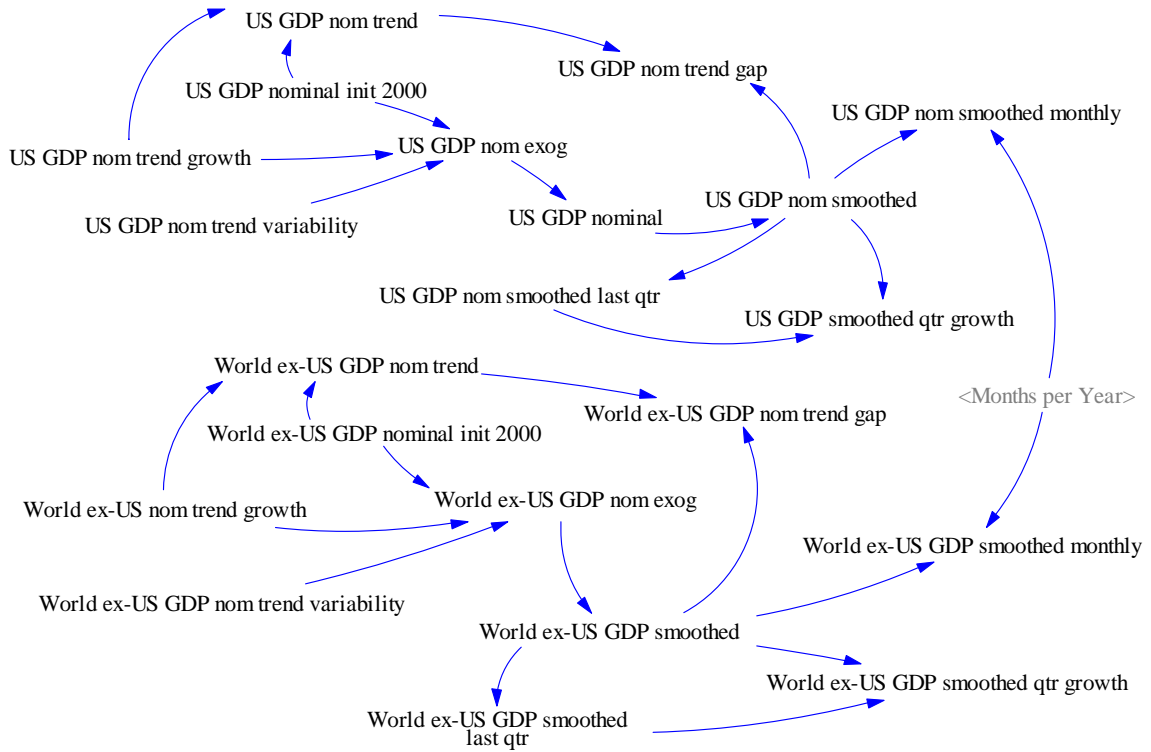 US GDP nom trend
US GDP nom trend gap
US GDP nominal init 2000
US GDP nom smoothed monthly
US GDP nom exog
US GDP nom trend growth
US GDP nom smoothed
US GDP nominal
US GDP nom trend variability
US GDP nom smoothed last qtr
US GDP smoothed qtr growth
World ex-US GDP nom trend
<Months per Year>
World ex-US GDP nom trend gap
World ex-US GDP nominal init 2000
World ex-US GDP nom exog
World ex-US nom trend growth
World ex-US GDP smoothed monthly
World ex-US GDP nom trend variability
World ex-US GDP smoothed
World ex-US GDP smoothed qtr growth
World ex-US GDP smoothed
last qtr